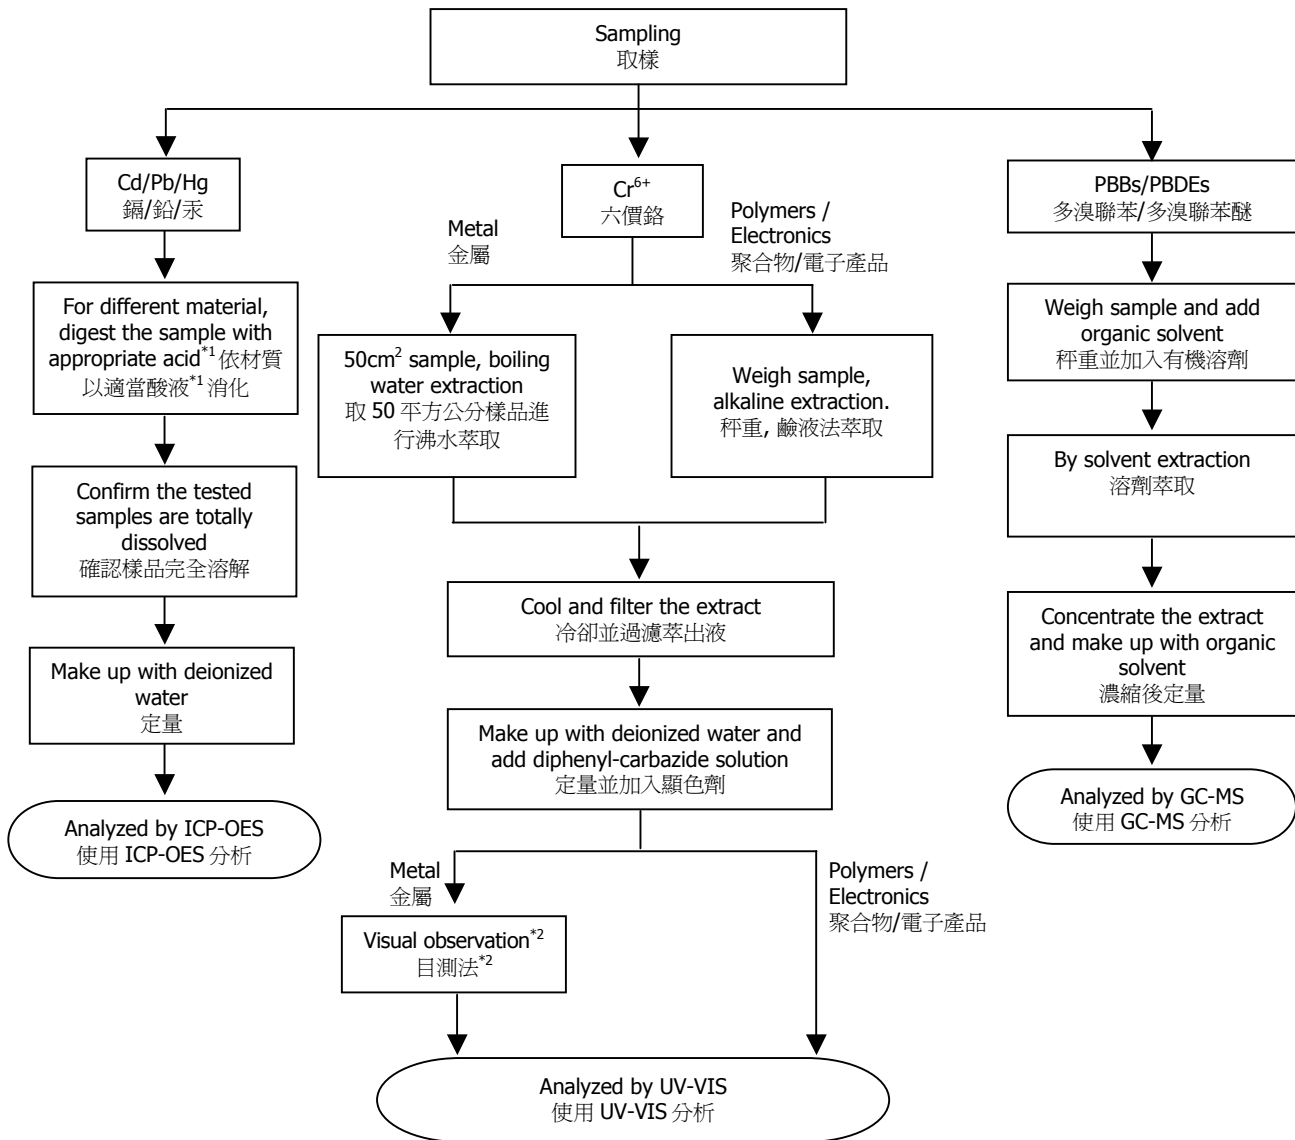 Sampling
取樣
Cd/Pb/Hg
鎘/鉛/汞
Cr⁶⁺
六價鉻
PBBs/PBDEs
多溴聯苯/多溴聯苯醚
Metal
金屬
Polymers /
Electronics
聚合物/電子產品
For different material,
digest the sample with
appropriate acid*1 依材質
以適當酸液*1 消化
50cm² sample, boiling
water extraction
取 50 平方公分樣品進
行沸水萃取
Weigh sample,
alkaline extraction.
秤重, 鹼液法萃取
Weigh sample and add
organic solvent
秤重並加入有機溶劑
Confirm the tested
samples are totally
dissolved
確認樣品完全溶解
By solvent extraction
溶劑萃取
Cool and filter the extract
冷卻並過濾萃出液
Concentrate the extract
and make up with organic
solvent
濃縮後定量
Make up with deionized
water
定量
Make up with deionized water and
add diphenyl-carbazide solution
定量並加入顯色劑
Analyzed by ICP-OES
使用 ICP-OES 分析
Analyzed by GC-MS
使用 GC-MS 分析
Metal
金屬
Polymers /
Electronics
聚合物/電子產品
Visual observation*2
目測法*2
Analyzed by UV-VIS
使用 UV-VIS 分析